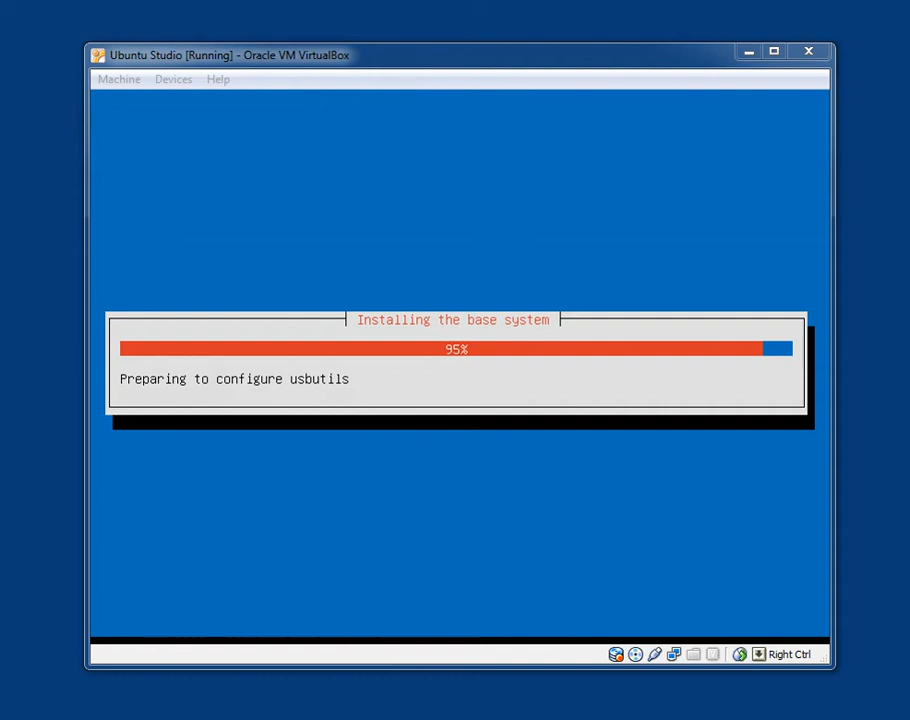 Ubuntu Studio [Running] - Oracle VM VirtualBox
Machine Devices Help
Installing the base system
95%
Preparing to configure usbutils
Right Ctrl